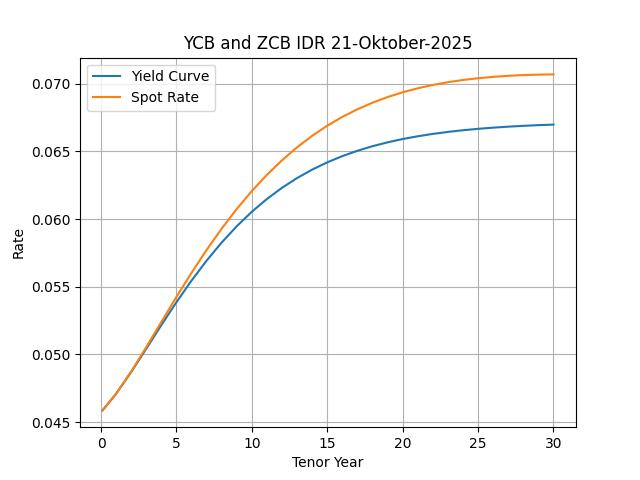 YCB and ZCB IDR 21-Oktober-2025
Yield Curve
Spot Rate
0.070
0.065
0.060
0.055
0.050
0.045
Rate
0 5 10 15 20 25 30
Tenor Year